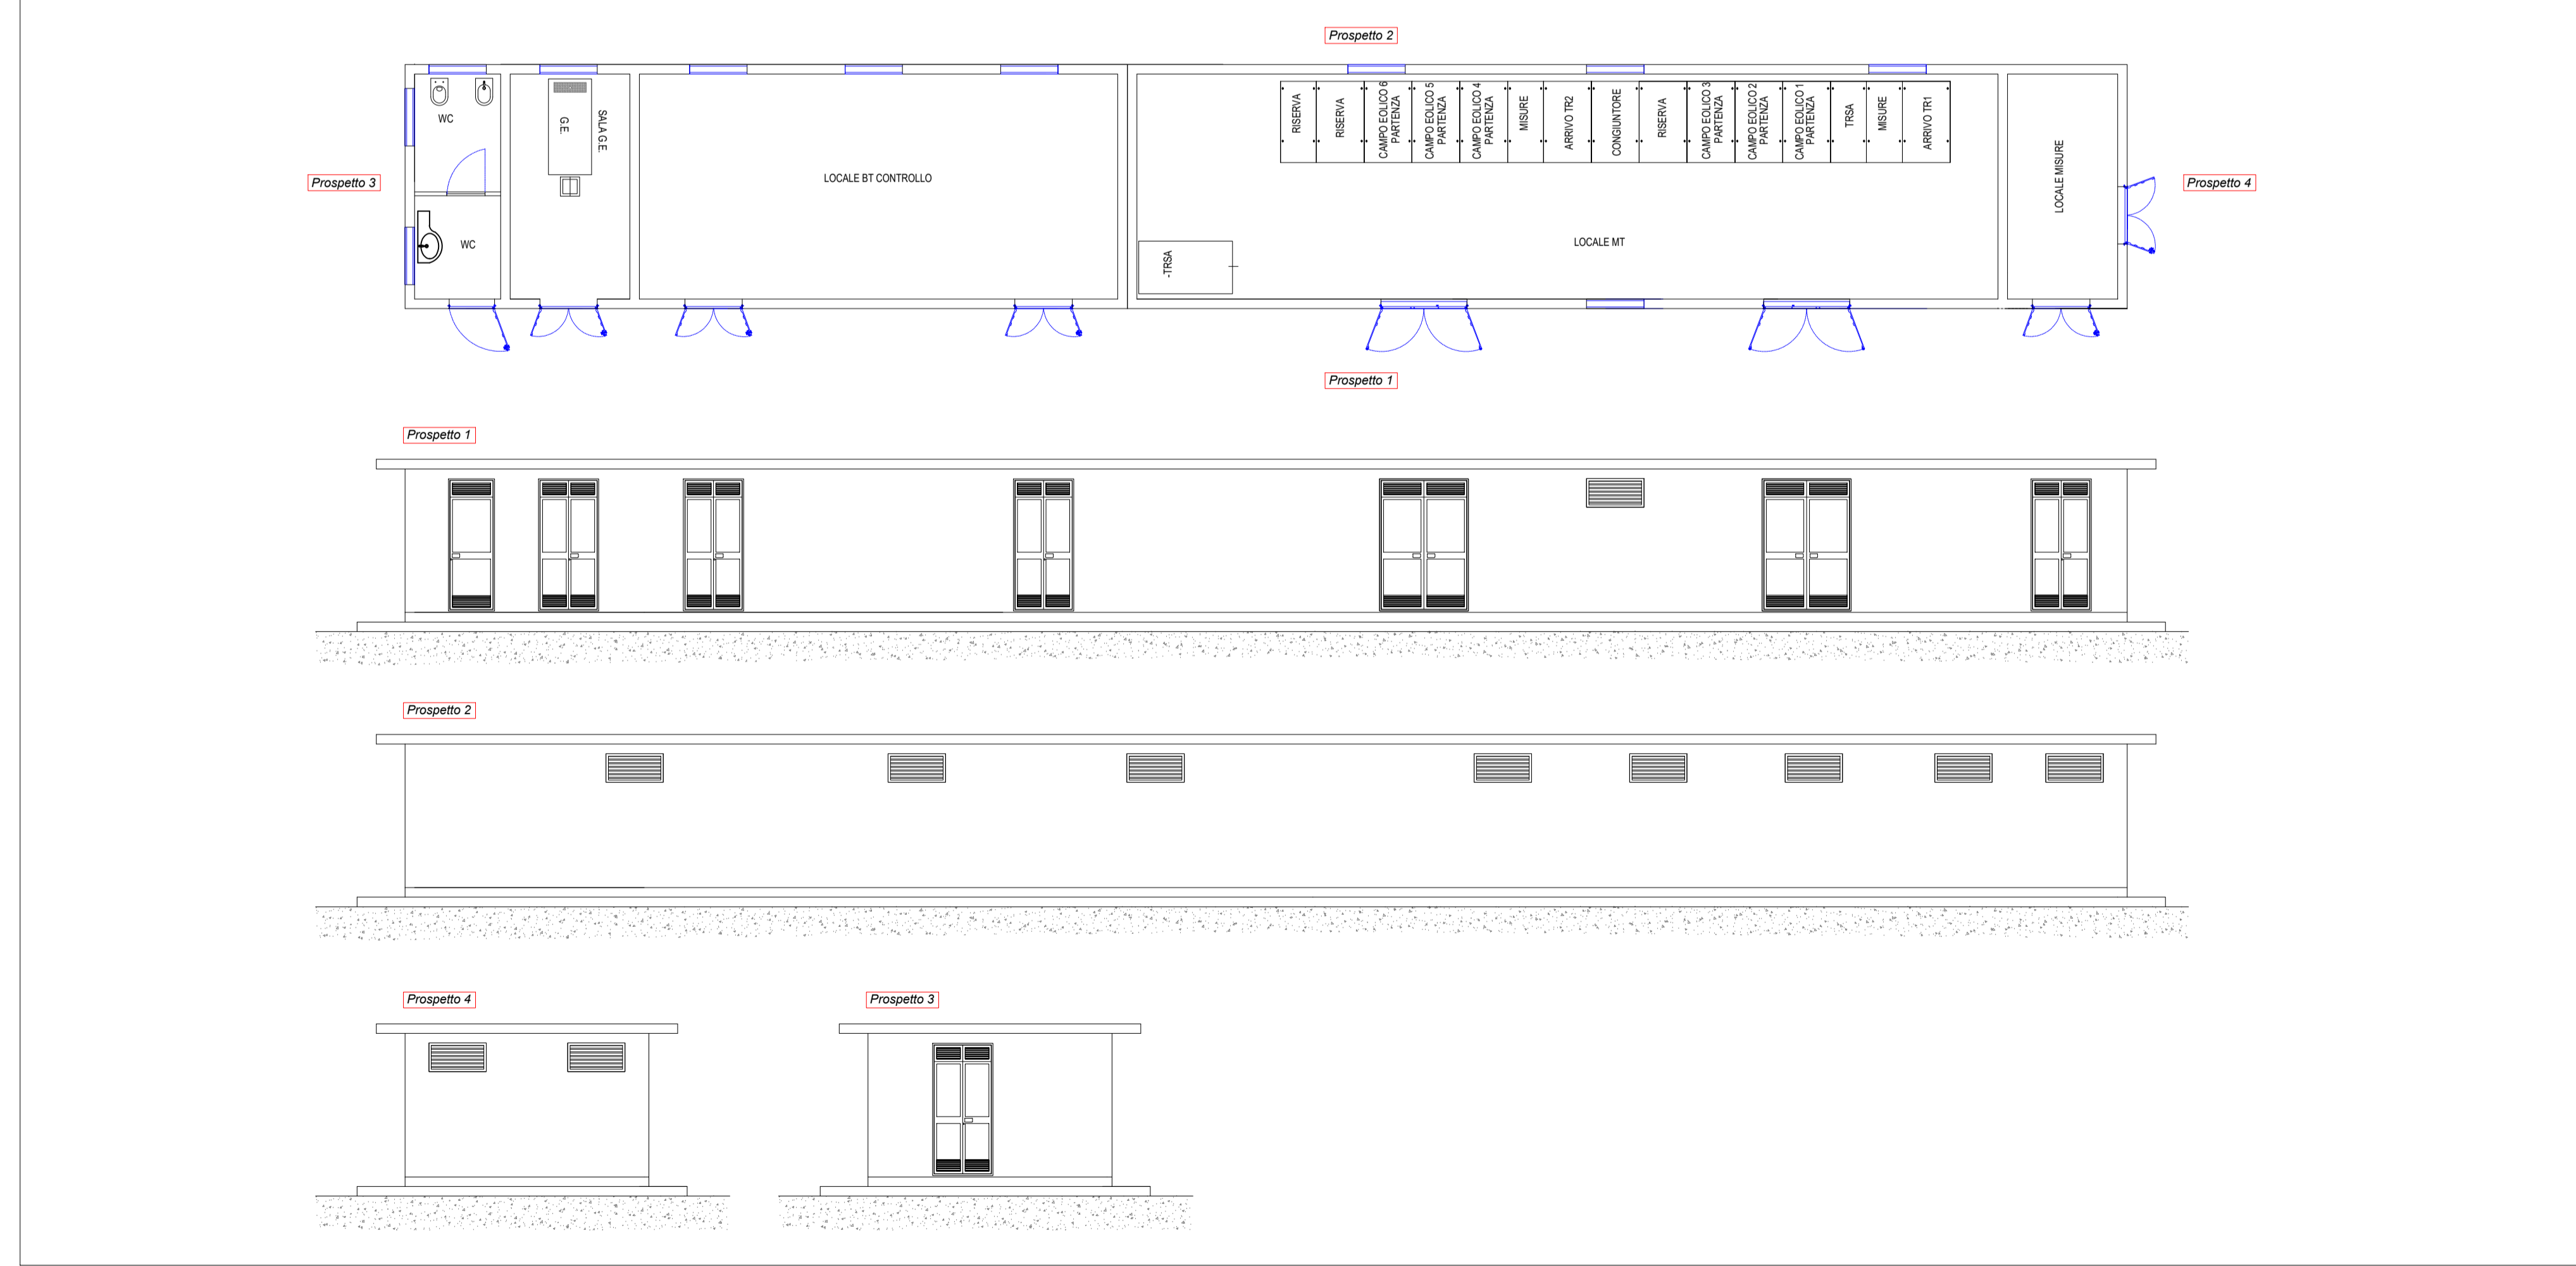 Prospetto 2
WC
WC
G.E.
SALA G.E.
LOCALE BT CONTROLLO
RISERVA
RISERVA
CAMPO EOLICO 6
PARTENZA
CAMPO EOLICO 5
PARTENZA
CAMPO EOLICO 4
PARTENZA
MISURE
ARRIVO TR2
CONGIUNTORE
RISERVA
CAMPO EOLICO 3
PARTENZA
CAMPO EOLICO 2
PARTENZA
CAMPO EOLICO 1
PARTENZA
TRSA
MISURE
ARRIVO TR1
LOCALE MISURE
Prospetto 3
Prospetto 4
-TRSA
LOCALE MT
Prospetto 1
Prospetto 1
Prospetto 2
Prospetto 4
Prospetto 3